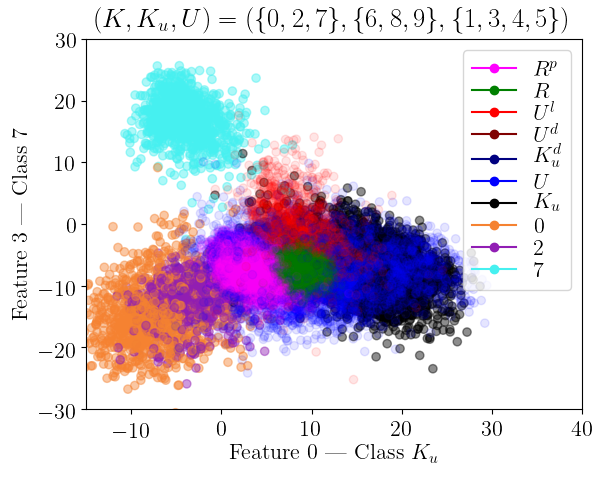 (K, K_u, U) = ({0, 2, 7}, {6, 8, 9}, {1, 3, 4, 5})
30
20
10
0
−10
−20
−30
Feature 3 — Class 7
R^p
R
U^l
U^d
K_u^d
U
K_u
0
2
7
−10
0
10
20
30
40
Feature 0 — Class K_u